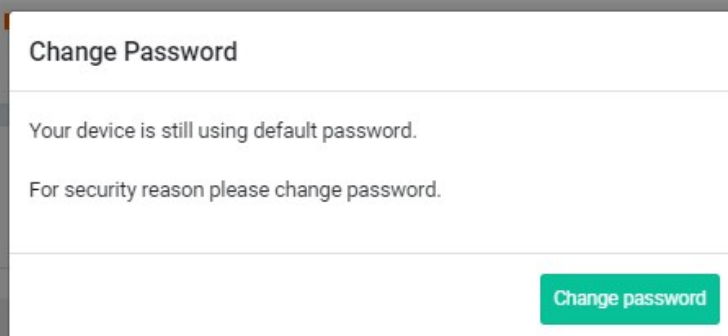 Change Password
Your device is still using default password.
For security reason please change password.
Change password